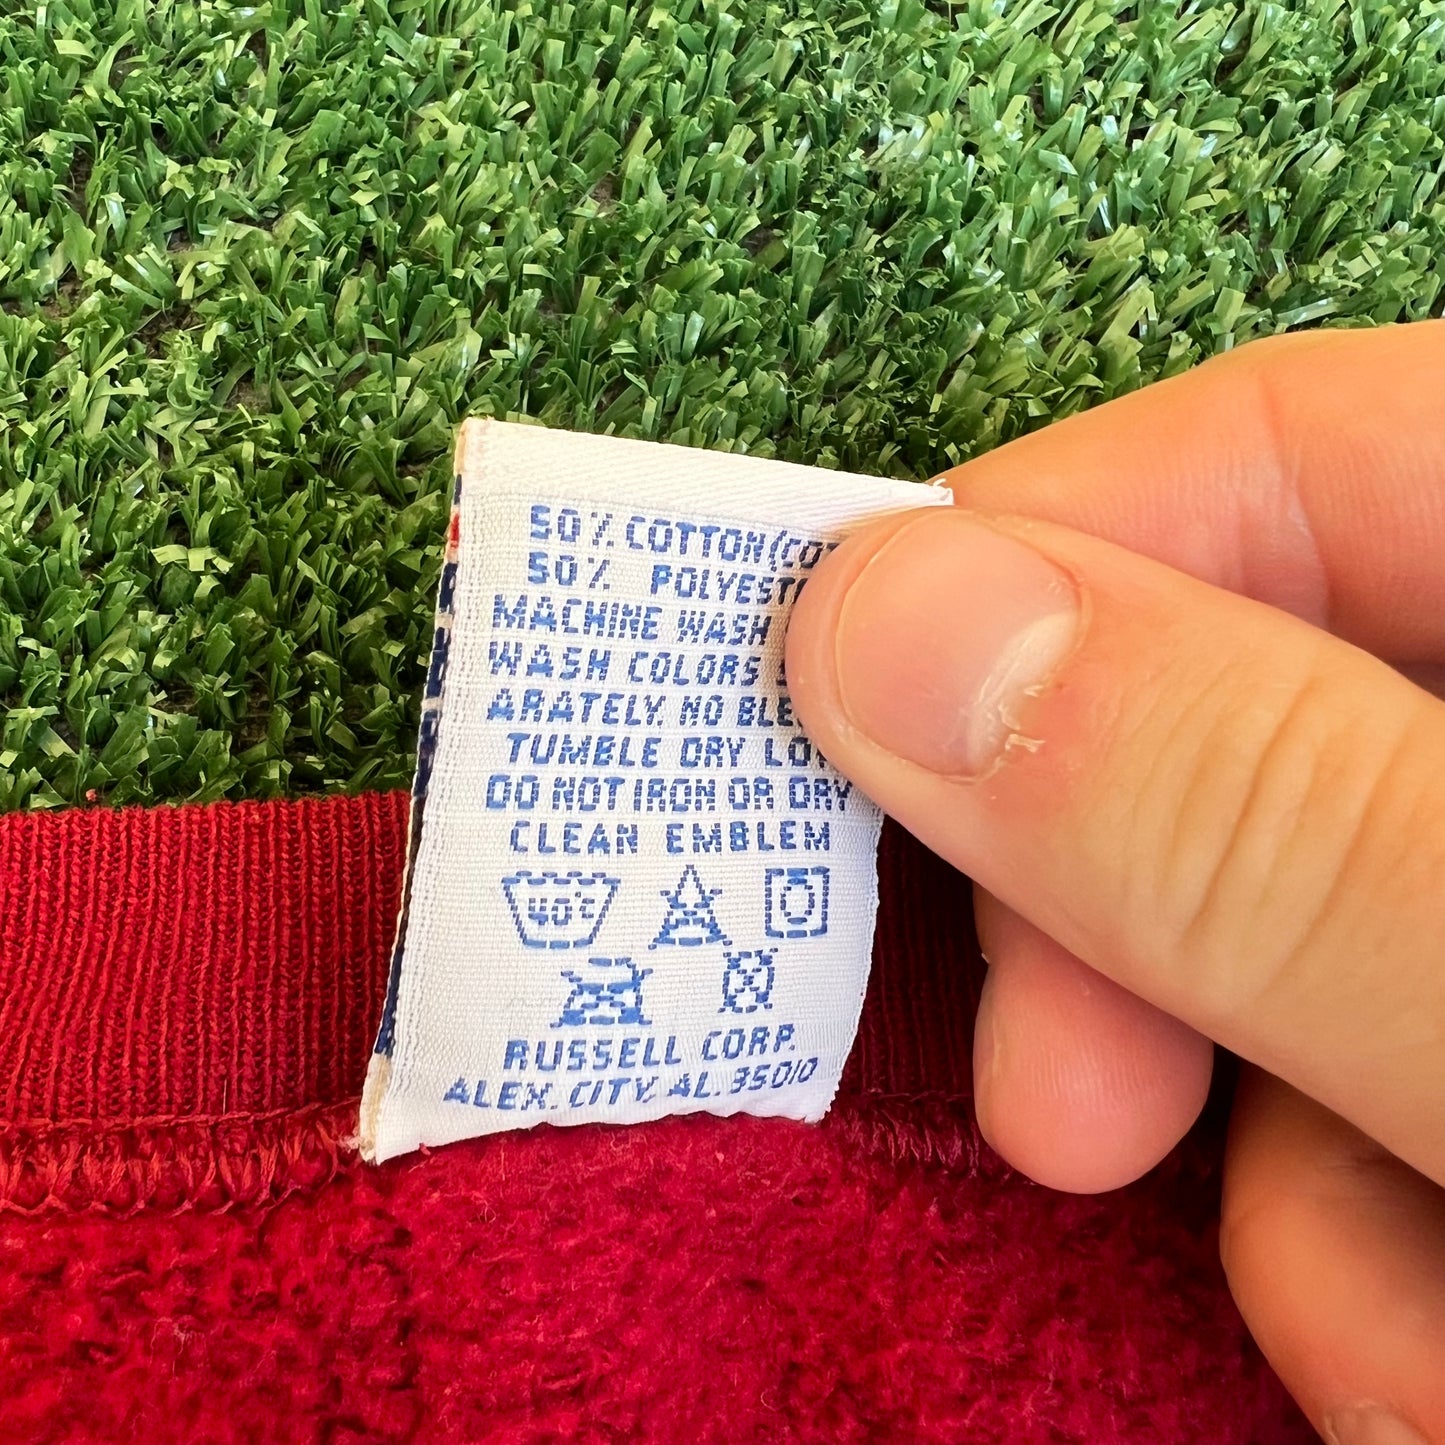 50% COTTON (COT
50% POLYEST
MACHINE WASH
WASH COLORS S
ARATELY. NO BLE
TUMBLE DRY LO
DO NOT IRON OR DRY
CLEAN EMBLEM
40°C
RUSSELL CORP.
ALEX. CITY, AL. 35010